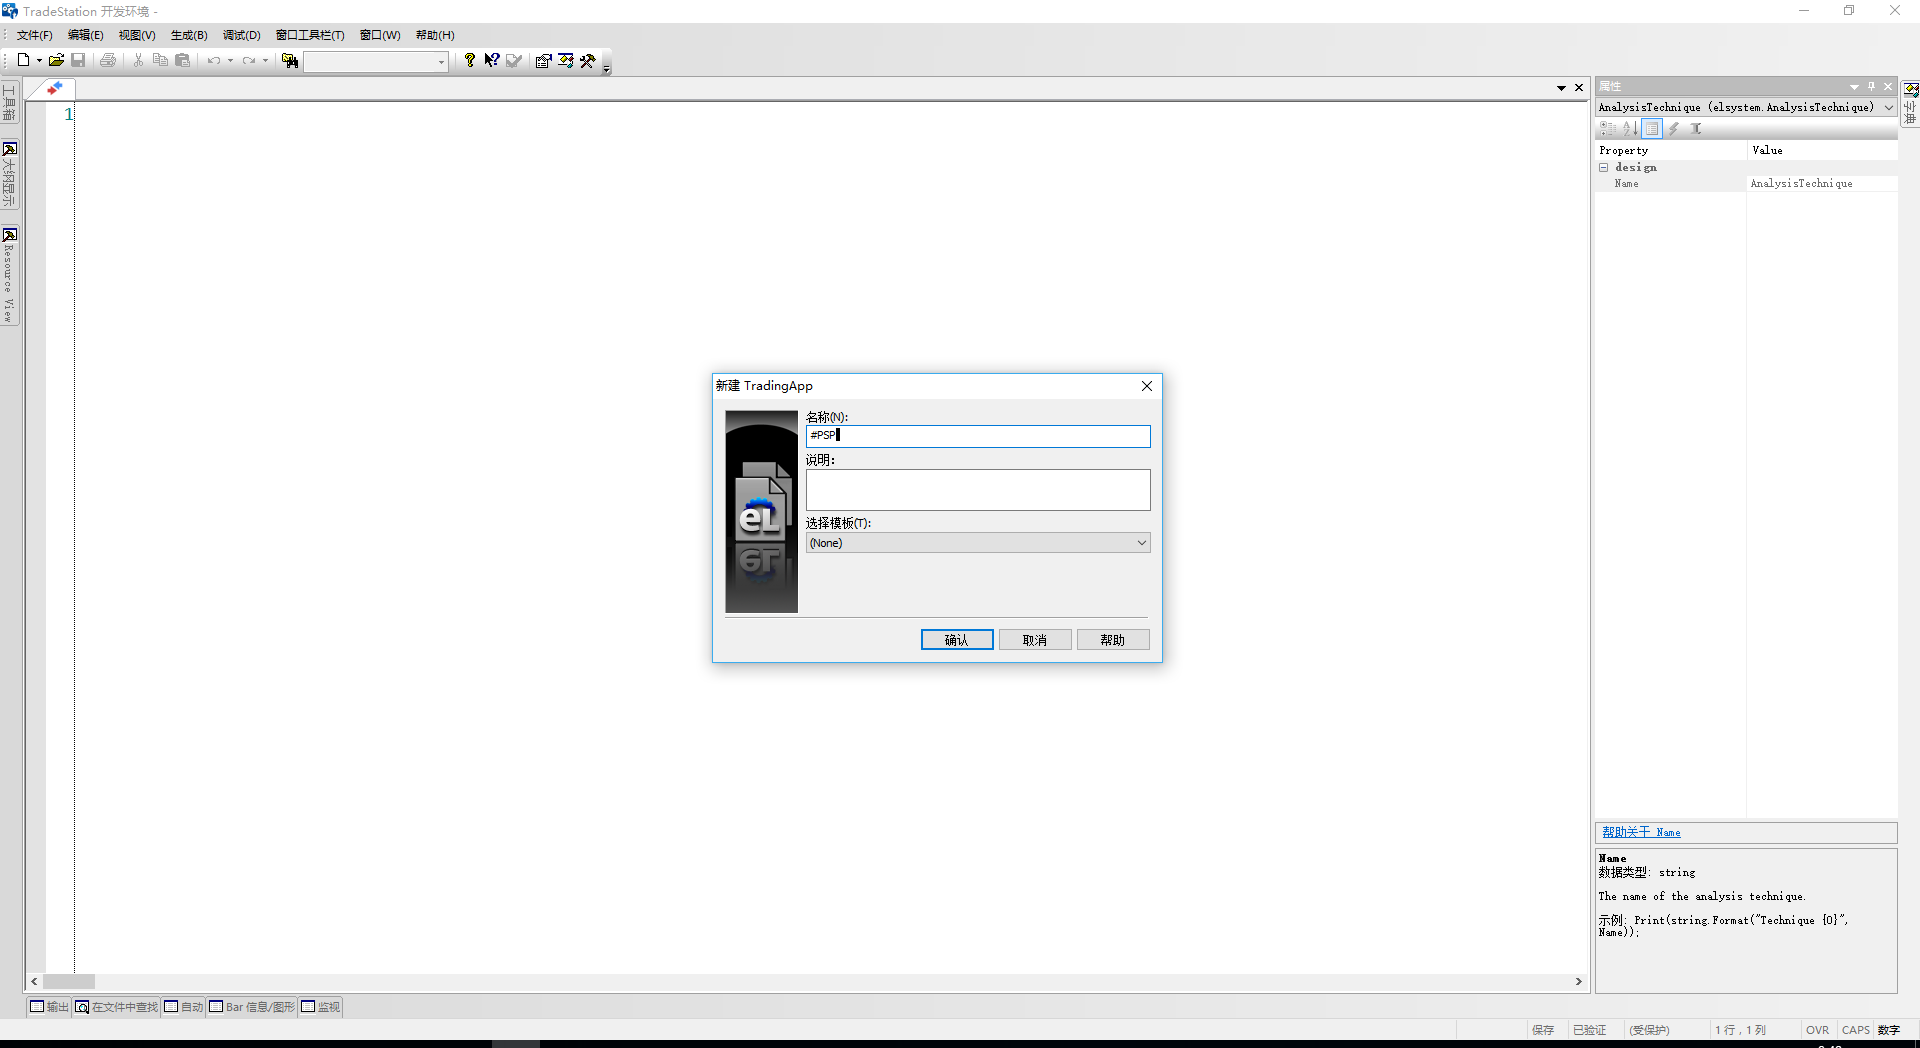 TradeStation 开发环境 -
文件(F) 编辑(E) 视图(V) 生成(B) 调试(D) 窗口工具栏(T) 窗口(W) 帮助(H)
工具箱
大纲显示
Resource View
1
新建 TradingApp
名称(N):
#PSP
说明:
选择模板(T):
(None)
eL
确认 取消 帮助
属性
AnalysisTechnique (elsystem.AnalysisTechnique)
Property Value
design
Name AnalysisTechnique
帮助关于 Name
Name
数据类型: string
The name of the analysis technique.
示例: Print(string.Format("Technique {0}",
Name));
字典
输出 在文件中查找 自动 Bar 信息/图形 监视
保存 已验证 (受保护) 1 行 , 1 列 OVR CAPS 数字